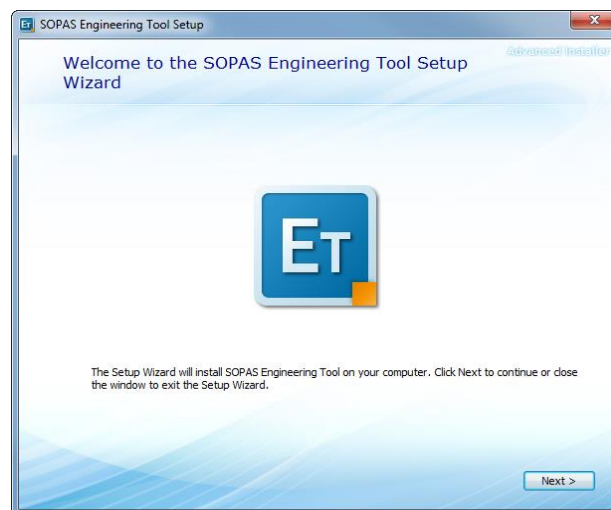 ET SOPAS Engineering Tool Setup
Advanced Installer
Welcome to the SOPAS Engineering Tool Setup
Wizard
ET
The Setup Wizard will install SOPAS Engineering Tool on your computer. Click Next to continue or close
the window to exit the Setup Wizard.
Next >